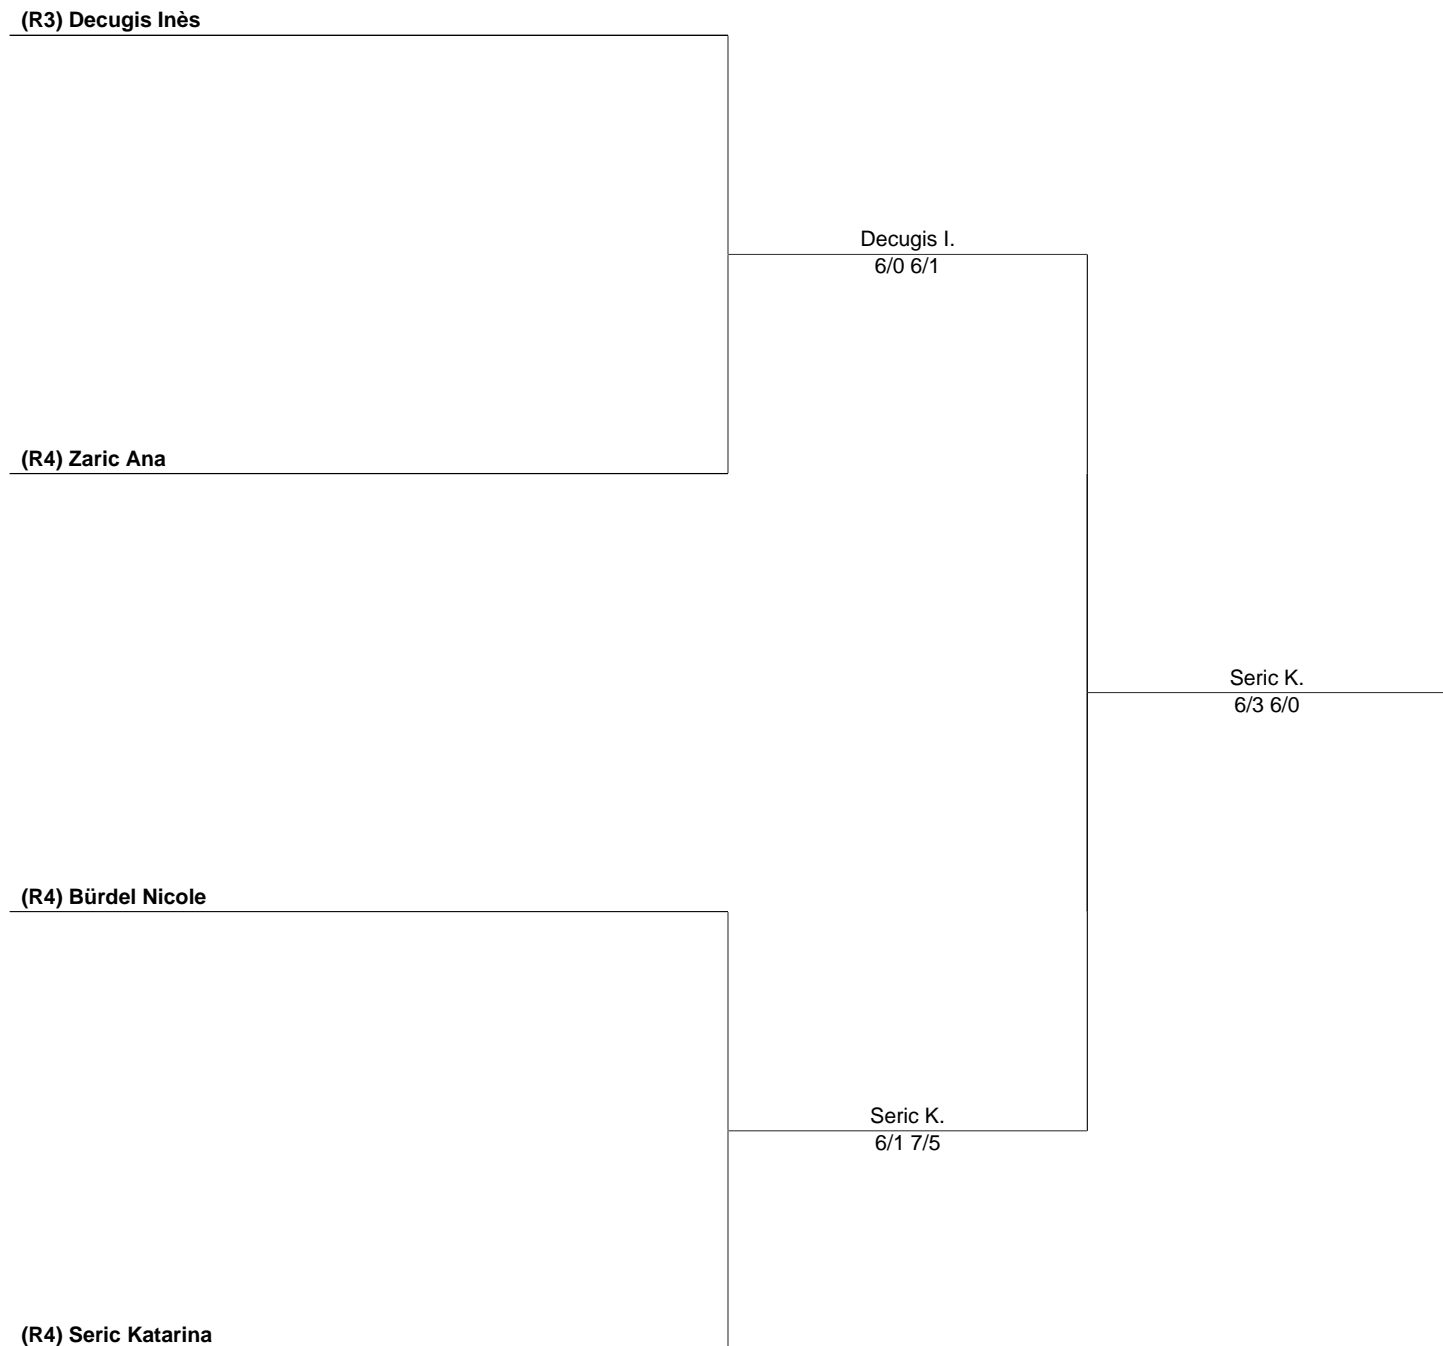 (R3) Decugis Inès
Decugis I.
6/0 6/1
(R4) Zaric Ana
Seric K.
6/3 6/0
(R4) Bürdel Nicole
Seric K.
6/1 7/5
(R4) Seric Katarina